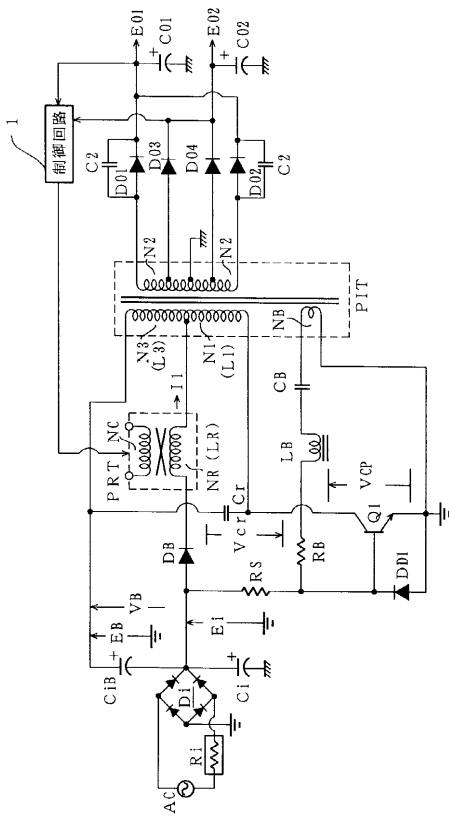 1
制御回路
E01
C01
+
E02
C02
+
C2
D01
D03
D04
D02
C2
N2
N2
PIT
N3
(L3)
N1
(L1)
NB
I1
PRT
NC
NR(LR)
CB
LB
VCP
Cr
Vcr
DB
RS
RB
Q1
DD1
VB
EB
Ei
CiB
+
Ci
+
Di
Ri
AC